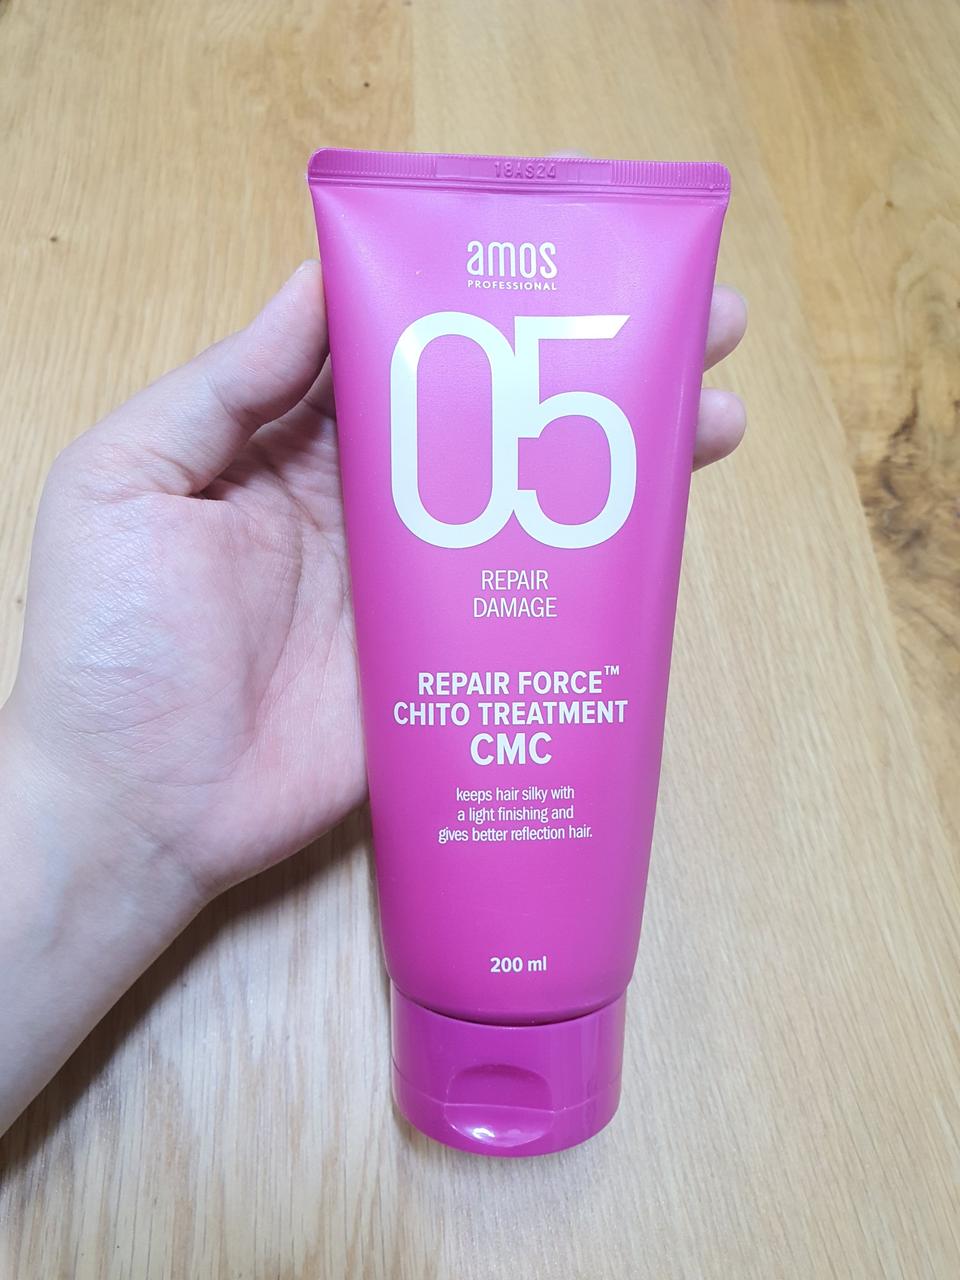 18AS24
amos
PROFESSIONAL
05
REPAIR
DAMAGE
REPAIR FORCE™
CHITO TREATMENT
CMC
keeps hair silky with
a light finishing and
gives better reflection hair.
200 ml